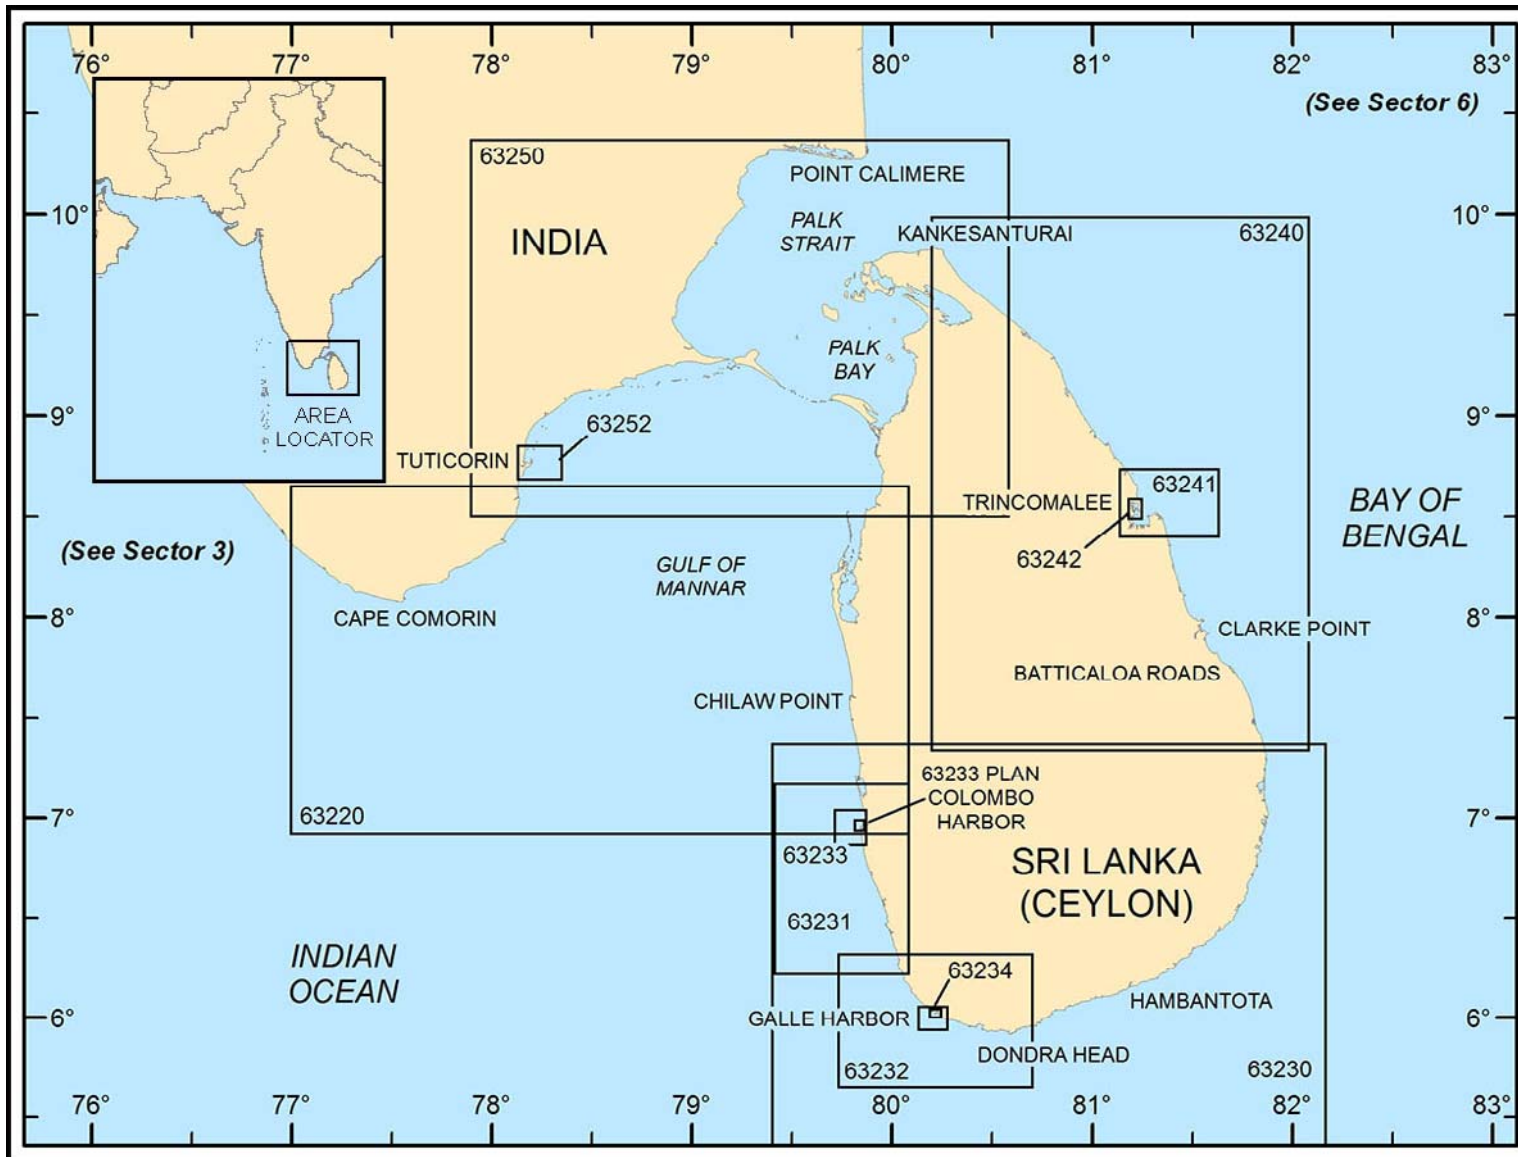 76°
77°
78°
79°
80°
81°
82°
83°
(See Sector 6)
63250
POINT CALIMERE
10°
10°
PALK
STRAIT
KANKESANTURAI
63240
INDIA
PALK
BAY
AREA
LOCATOR
9°
9°
63252
TUTICORIN
63241
TRINCOMALEE
BAY OF
BENGAL
(See Sector 3)
63242
GULF OF
MANNAR
8°
8°
CAPE COMORIN
CLARKE POINT
BATTICALOA ROADS
CHILAW POINT
63233 PLAN
COLOMBO
HARBOR
7°
7°
63220
63233
SRI LANKA
(CEYLON)
63231
INDIAN
OCEAN
63234
HAMBANTOTA
6°
6°
GALLE HARBOR
DONDRA HEAD
63232
63230
76°
77°
78°
79°
80°
81°
82°